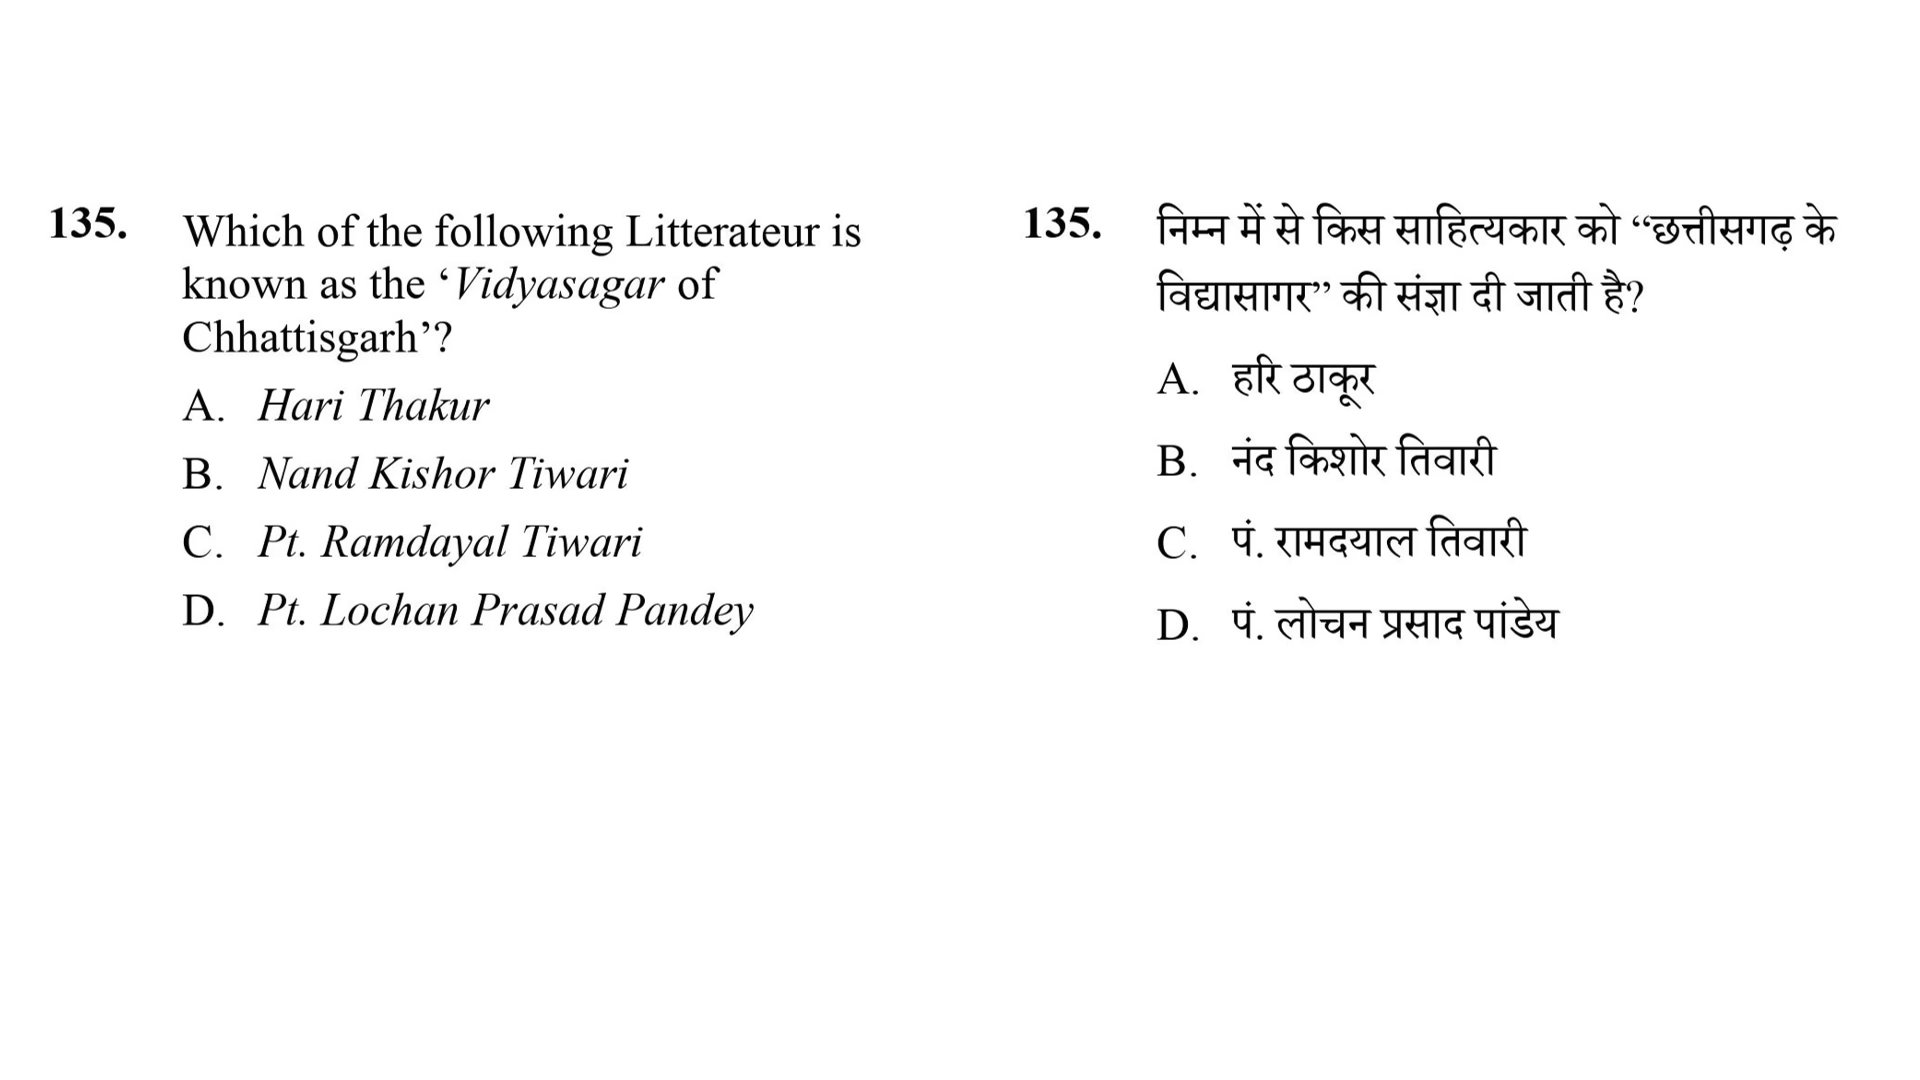 135. Which of the following Litterateur is
known as the ‘Vidyasagar of
Chhattisgarh’?
A. Hari Thakur
B. Nand Kishor Tiwari
C. Pt. Ramdayal Tiwari
D. Pt. Lochan Prasad Pandey
135. निम्न में से किस साहित्यकार को “छत्तीसगढ़ के
विद्यासागर” की संज्ञा दी जाती है?
A. हरि ठाकूर
B. नंद किशोर तिवारी
C. पं. रामदयाल तिवारी
D. पं. लोचन प्रसाद पांडेय